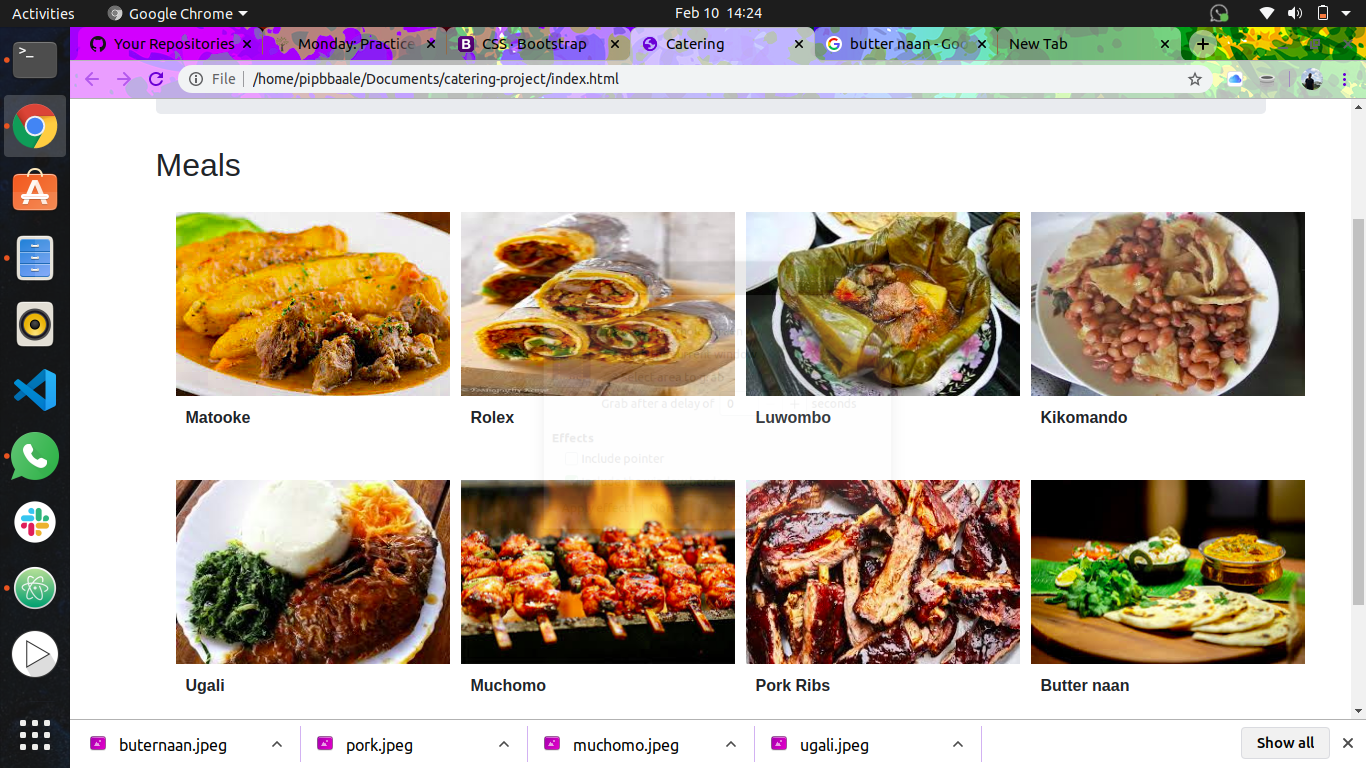 Activities Google Chrome Feb 10 14:24
Your Repositories Monday: Practice CSS · Bootstrap Catering butter naan - Goo New Tab
File /home/pipbbaale/Documents/catering-project/index.html
Meals
Matooke Rolex Luwombo Kikomando
Grab after a delay of 0 seconds
Effects
Include pointer
Ugali Muchomo Pork Ribs Butter naan
buternaan.jpeg pork.jpeg muchomo.jpeg ugali.jpeg Show all